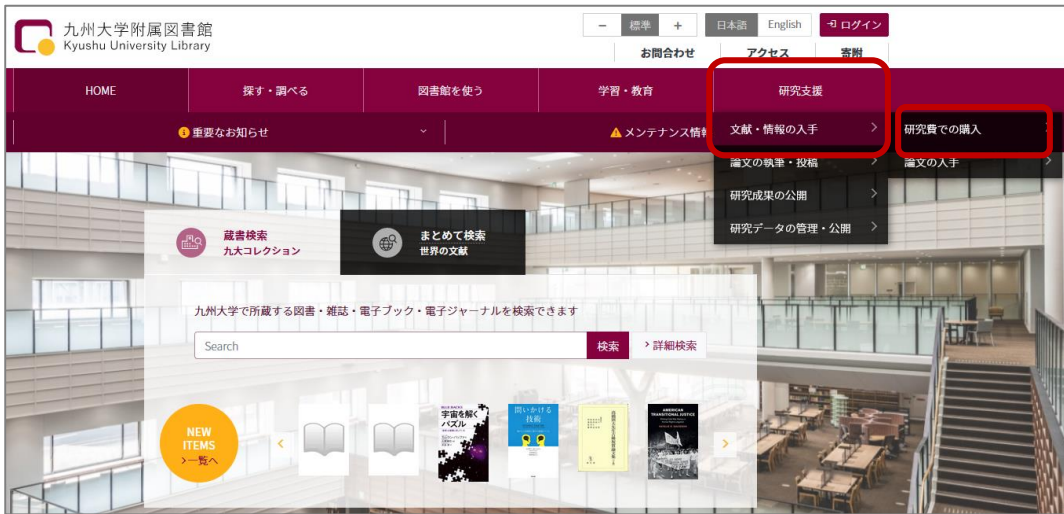 九州大学附属図書館
Kyushu University Library
− 標準 + 日本語 English ログイン
お問合わせ アクセス 寄附
HOME 探す・調べる 図書館を使う 学習・教育 研究支援
重要なお知らせ メンテナンス情報
文献・情報の入手
論文の執筆・投稿
研究成果の公開
研究データの管理・公開
研究費での購入
論文の入手
蔵書検索
九大コレクション
まとめて検索
世界の文献
九州大学で所蔵する図書・雑誌・電子ブック・電子ジャーナルを検索できます
Search 検索 >詳細検索
NEW
ITEMS
>一覧へ
宇宙を解く
パズル
問いかける
技術
AMERICAN
TRANSITIONAL JUSTICE